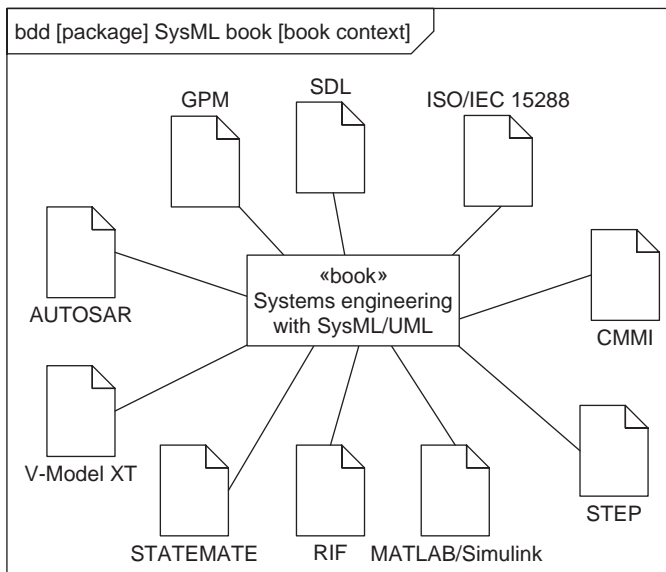 bdd [package] SysML book [book context]
GPM
SDL
ISO/IEC 15288
AUTOSAR
«book»
Systems engineering
with SysML/UML
CMMI
V-Model XT
STEP
STATEMATE
RIF
MATLAB/Simulink